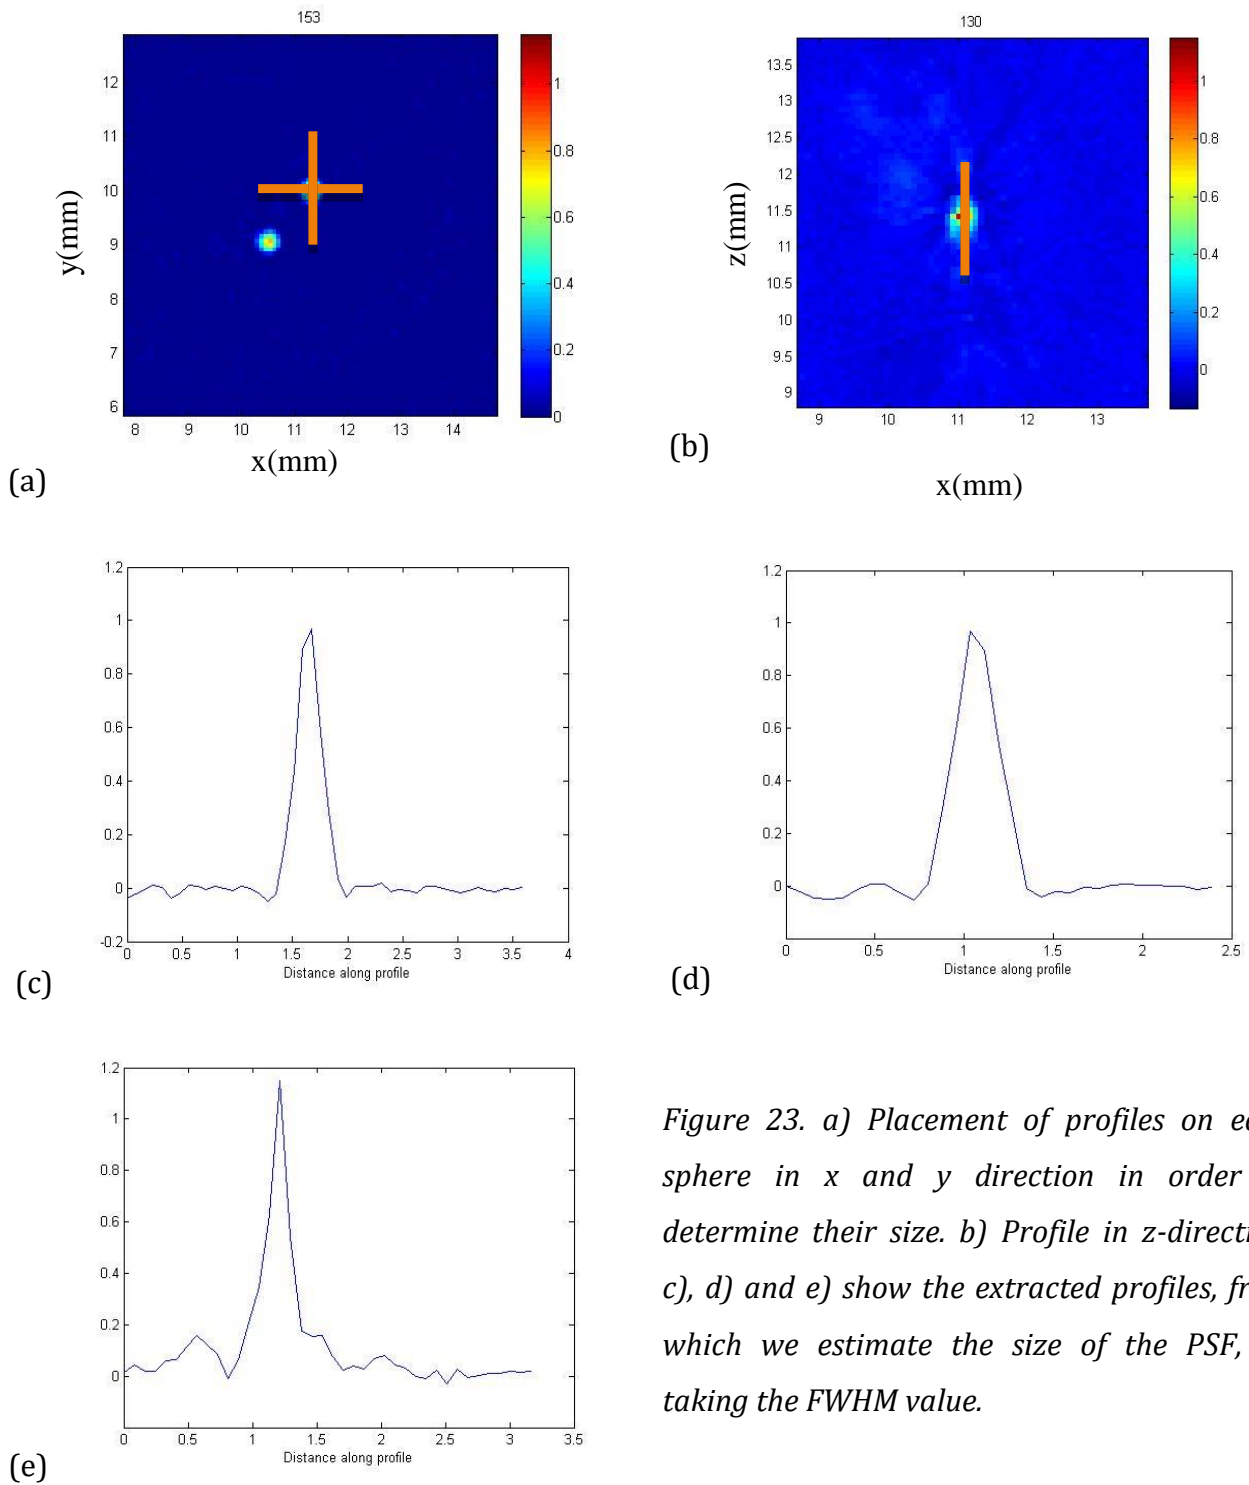 153
12
11
10
9
8
7
6
8 9 10 11 12 13 14
1
0.8
0.6
0.4
0.2
0
y(mm)
x(mm)
(a)
130
13.5
13
12.5
12
11.5
11
10.5
10
9.5
9
9 10 11 12 13
1
0.8
0.6
0.4
0.2
0
z(mm)
x(mm)
(b)
1.2
1
0.8
0.6
0.4
0.2
0
-0.2
0 0.5 1 1.5 2 2.5 3 3.5 4
Distance along profile
(c)
1.2
1
0.8
0.6
0.4
0.2
0
0 0.5 1 1.5 2 2.5
Distance along profile
(d)
1.2
1
0.8
0.6
0.4
0.2
0
0 0.5 1 1.5 2 2.5 3 3.5
Distance along profile
(e)
Figure 23. a) Placement of profiles on
sphere in x and y direction in order
determine their size. b) Profile in
c), d) and e) show the extracted profiles,
which we estimate the size of the PSF,
taking the FWHM value.